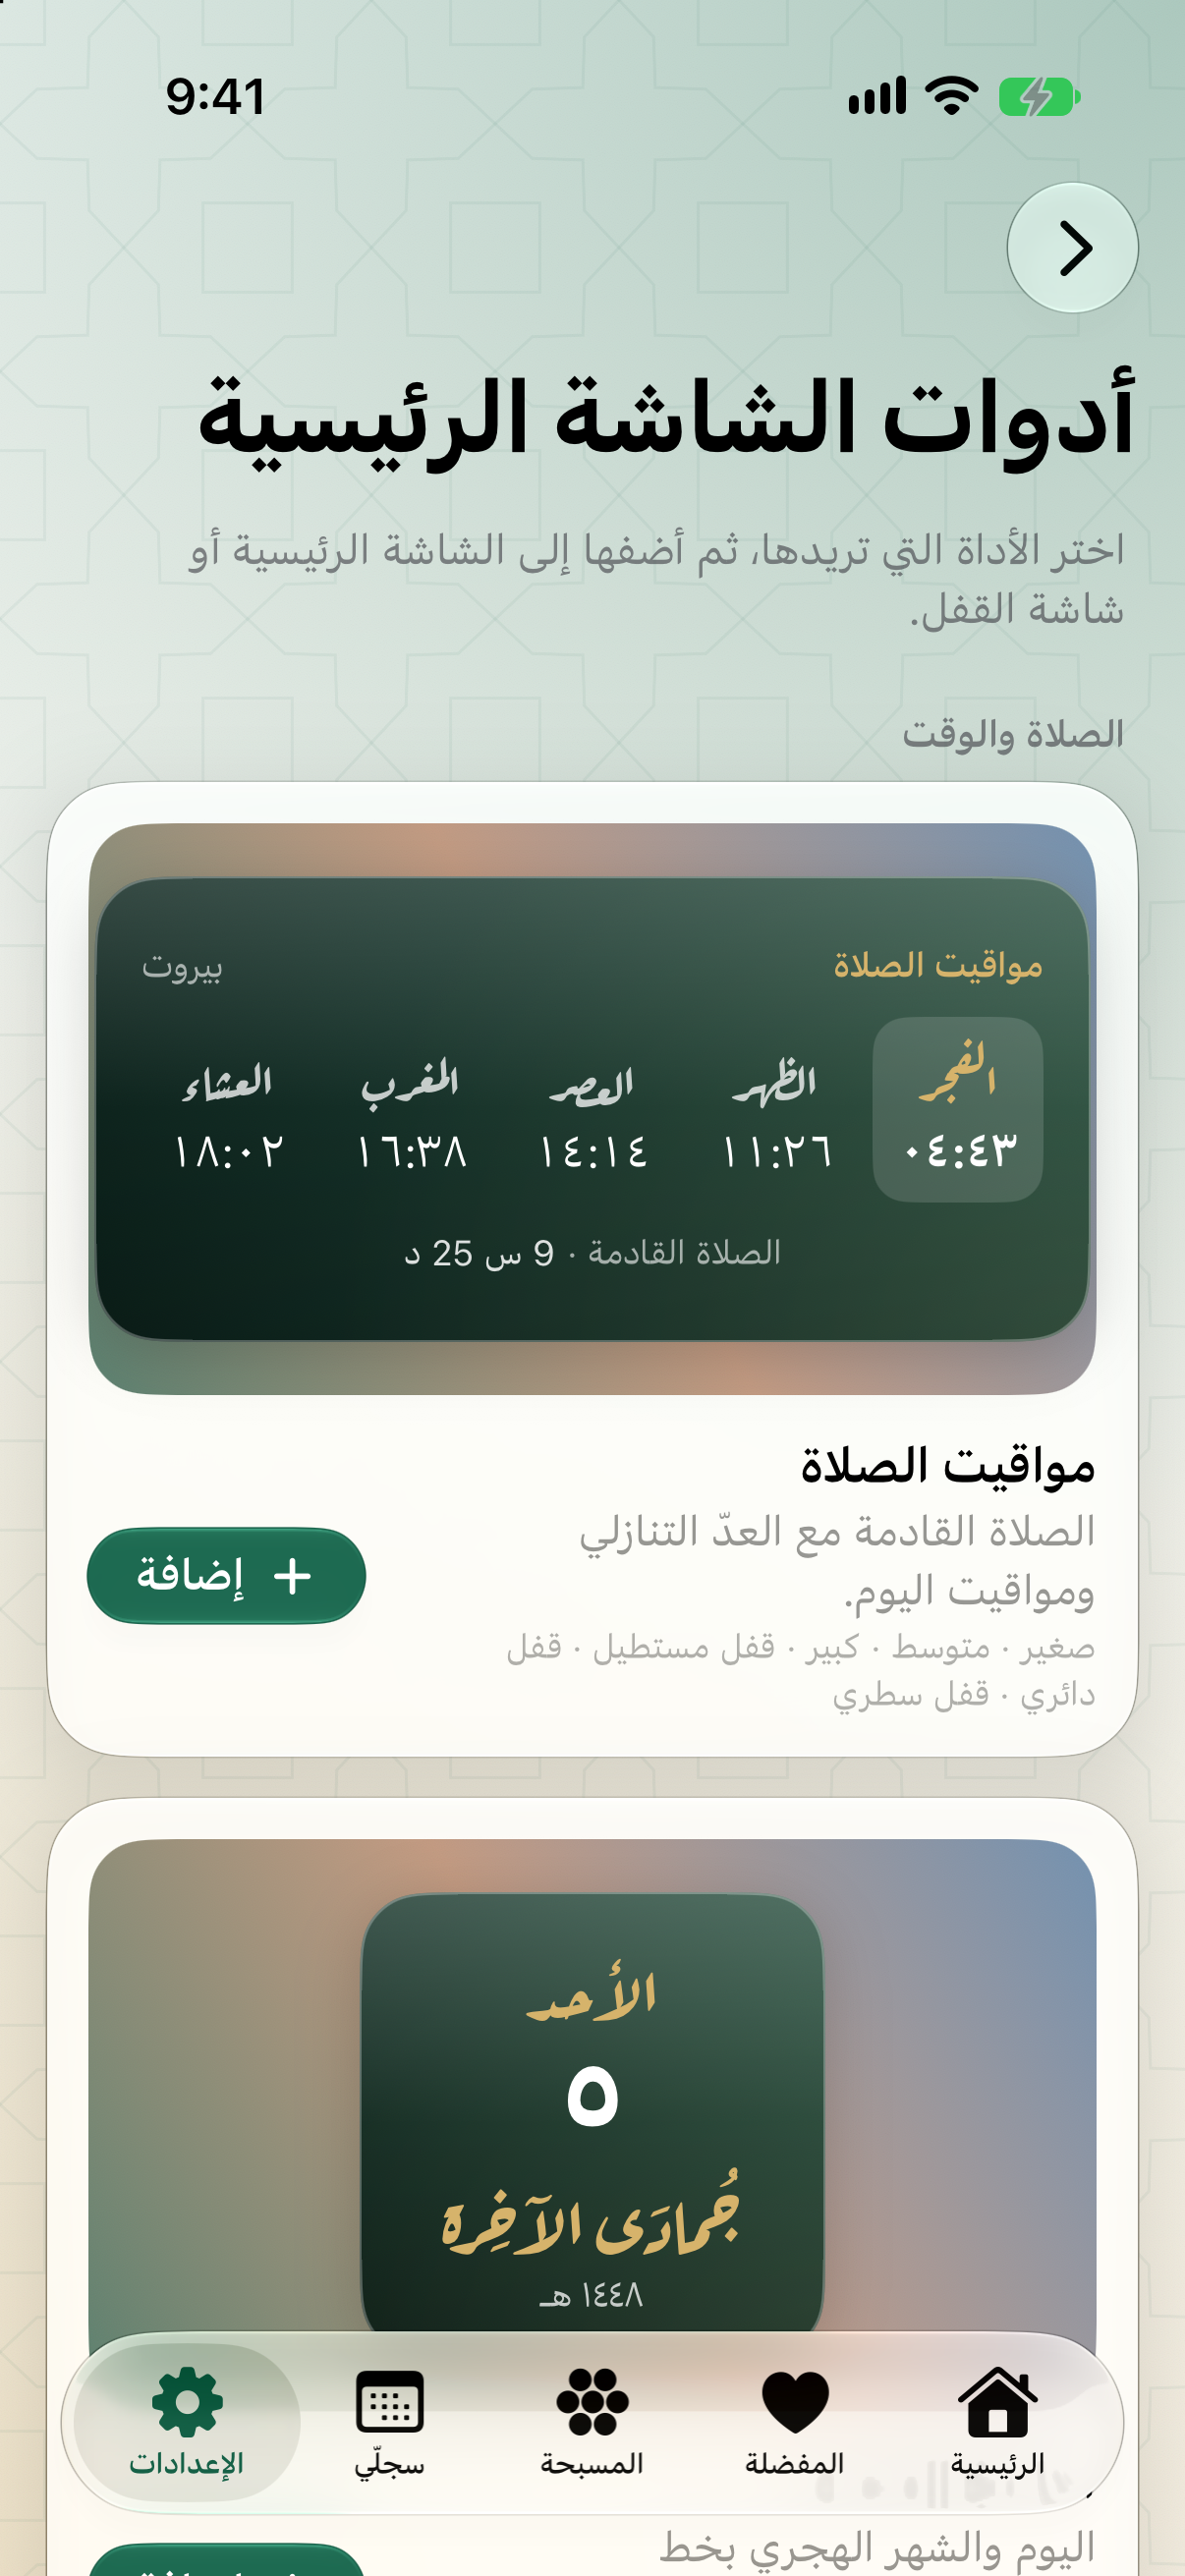 9:41
أدوات الشاشة الرئيسية
اختر الأداة التي تريدها، ثم أضفها إلى الشاشة الرئيسية أو
شاشة القفل.
الصلاة والوقت
مواقيت الصلاة
بيروت
الفجر
الظهر
العصر
المغرب
العشاء
٠٤:٤٣
١١:٢٦
١٤:١٤
١٦:٣٨
١٨:٠٢
الصلاة القادمة · 9 س 25 د
مواقيت الصلاة
الصلاة القادمة مع العدّ التنازلي
ومواقيت اليوم.
صغير · متوسط · كبير · قفل مستطيل · قفل
دائري · قفل سطري
إضافة
الأحد
٥
جُمادَى الآخِرة
١٤٤٨ هـ
الرئيسية
المفضلة
المسبحة
سجلّي
الإعدادات
اليوم والشهر الهجري بخط